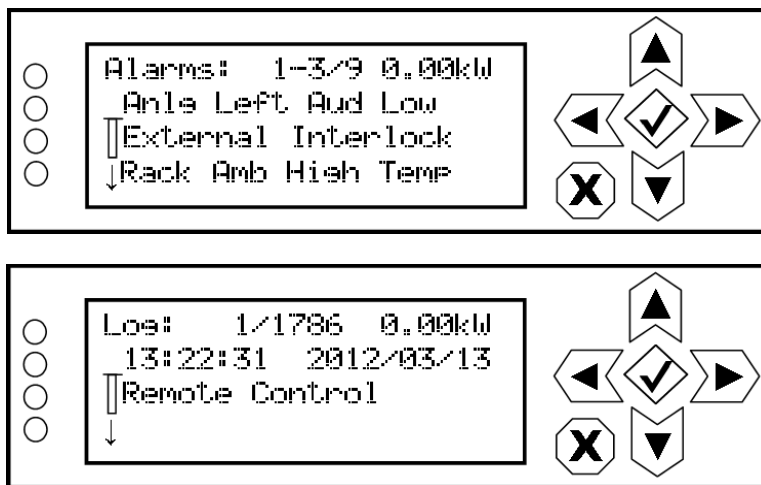 Alarms: 1-3/9 0.00kW
Anlg Left Aud Low
External Interlock
↓Rack Amb High Temp
Log: 1/1786 0.00kW
13:22:31 2012/03/13
Remote Control
↓